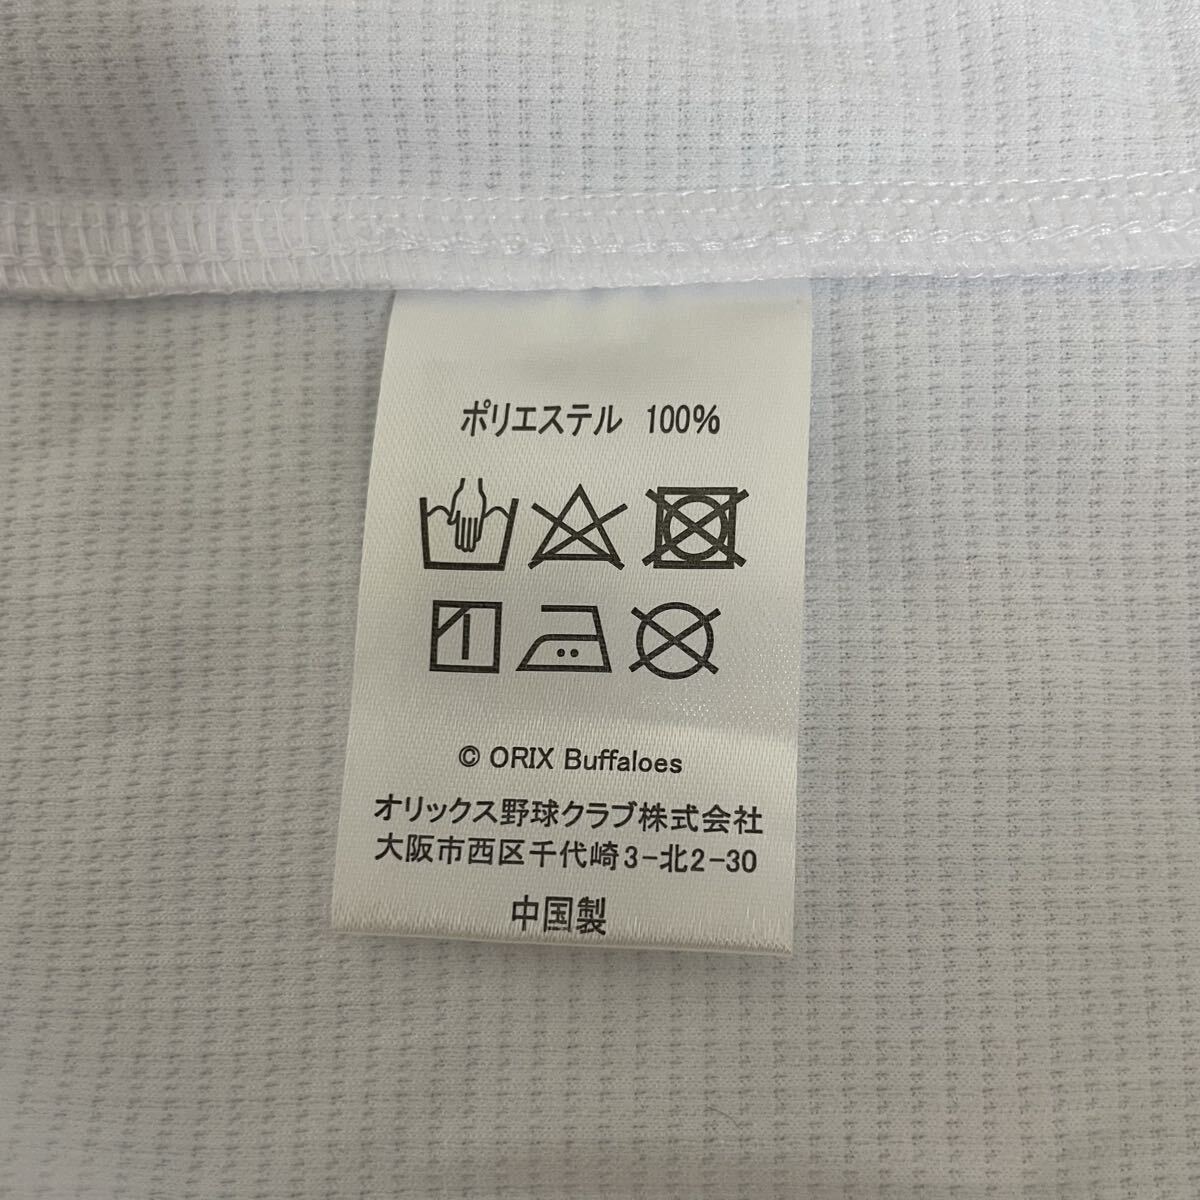 ポリエステル 100%
© ORIX Buffaloes
オリックス野球クラブ株式会社
大阪市西区千代崎3-北2-30
中国製